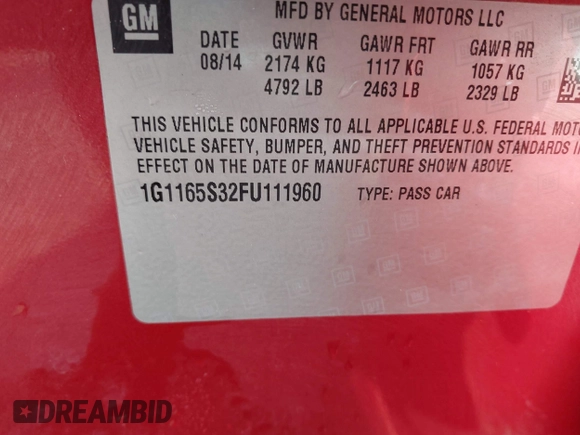 GM
MFD BY GENERAL MOTORS LLC
DATE GVWR GAWR FRT GAWR RR
08/14 2174 KG 1117 KG 1057 KG
4792 LB 2463 LB 2329 LB
THIS VEHICLE CONFORMS TO ALL APPLICABLE U.S. FEDERAL
VEHICLE SAFETY, BUMPER, AND THEFT PREVENTION STANDARDS
EFFECT ON THE DATE OF MANUFACTURE SHOWN ABOVE.
1G1165S32FU111960 TYPE: PASS CAR
DREAMBID